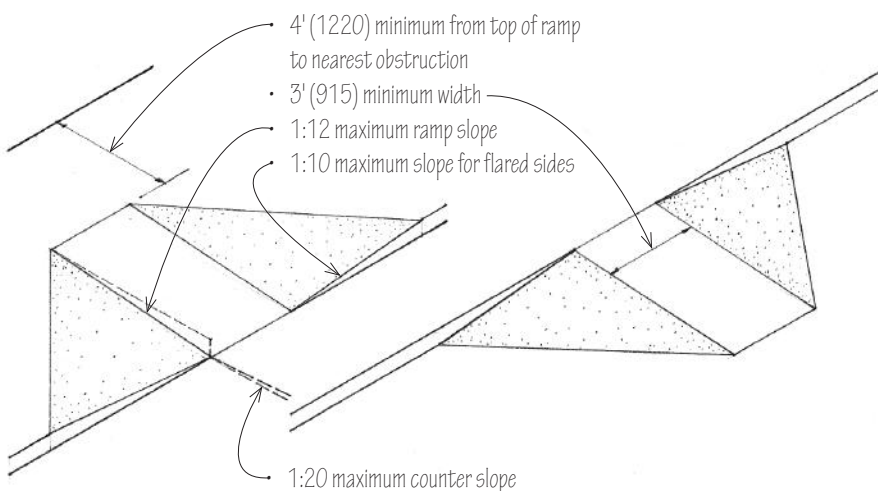 • 4' (1220) minimum from top of ramp
to nearest obstruction
• 3' (915) minimum width
• 1:12 maximum ramp slope
• 1:10 maximum slope for flared sides
• 1:20 maximum counter slope